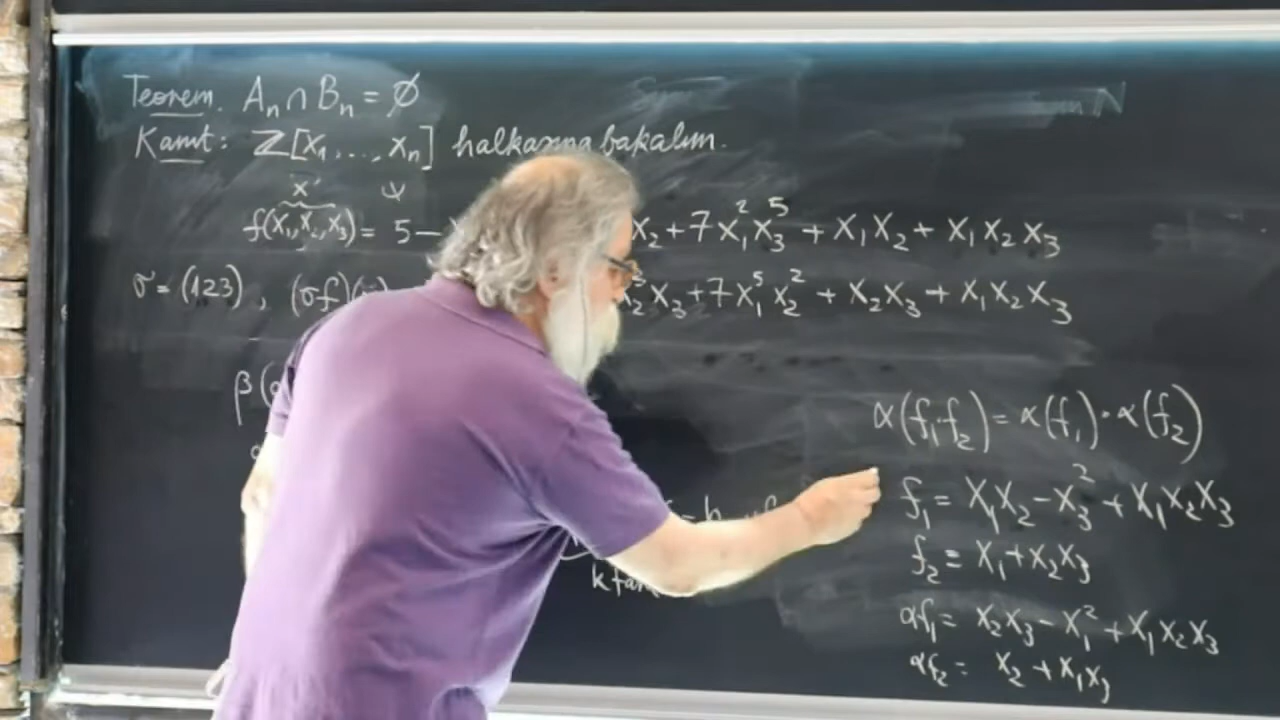 Teorem. Aₙ ∩ Bₙ = ∅
Kanıt: ℤ[x₁, ..., xₙ] halkasına bakalım.
x α
f(x₁, x₂, x₃) = 5 – x₂ + 7x₁²x₃⁵ + x₁x₂ + x₁x₂x₃
σ = (123), (σf)( x₃ + 7x₁⁵x₂² + x₂x₃ + x₁x₂x₃
β(
α(f₁·f₂) = α(f₁)·α(f₂)
f₁ = x₁x₂ – x₃² + x₁x₂x₃
f₂ = x₁ + x₂x₃
k tan
αf₁ = x₂x₃ – x₁² + x₁x₂x₃
αf₂ = x₂ + x₁x₃